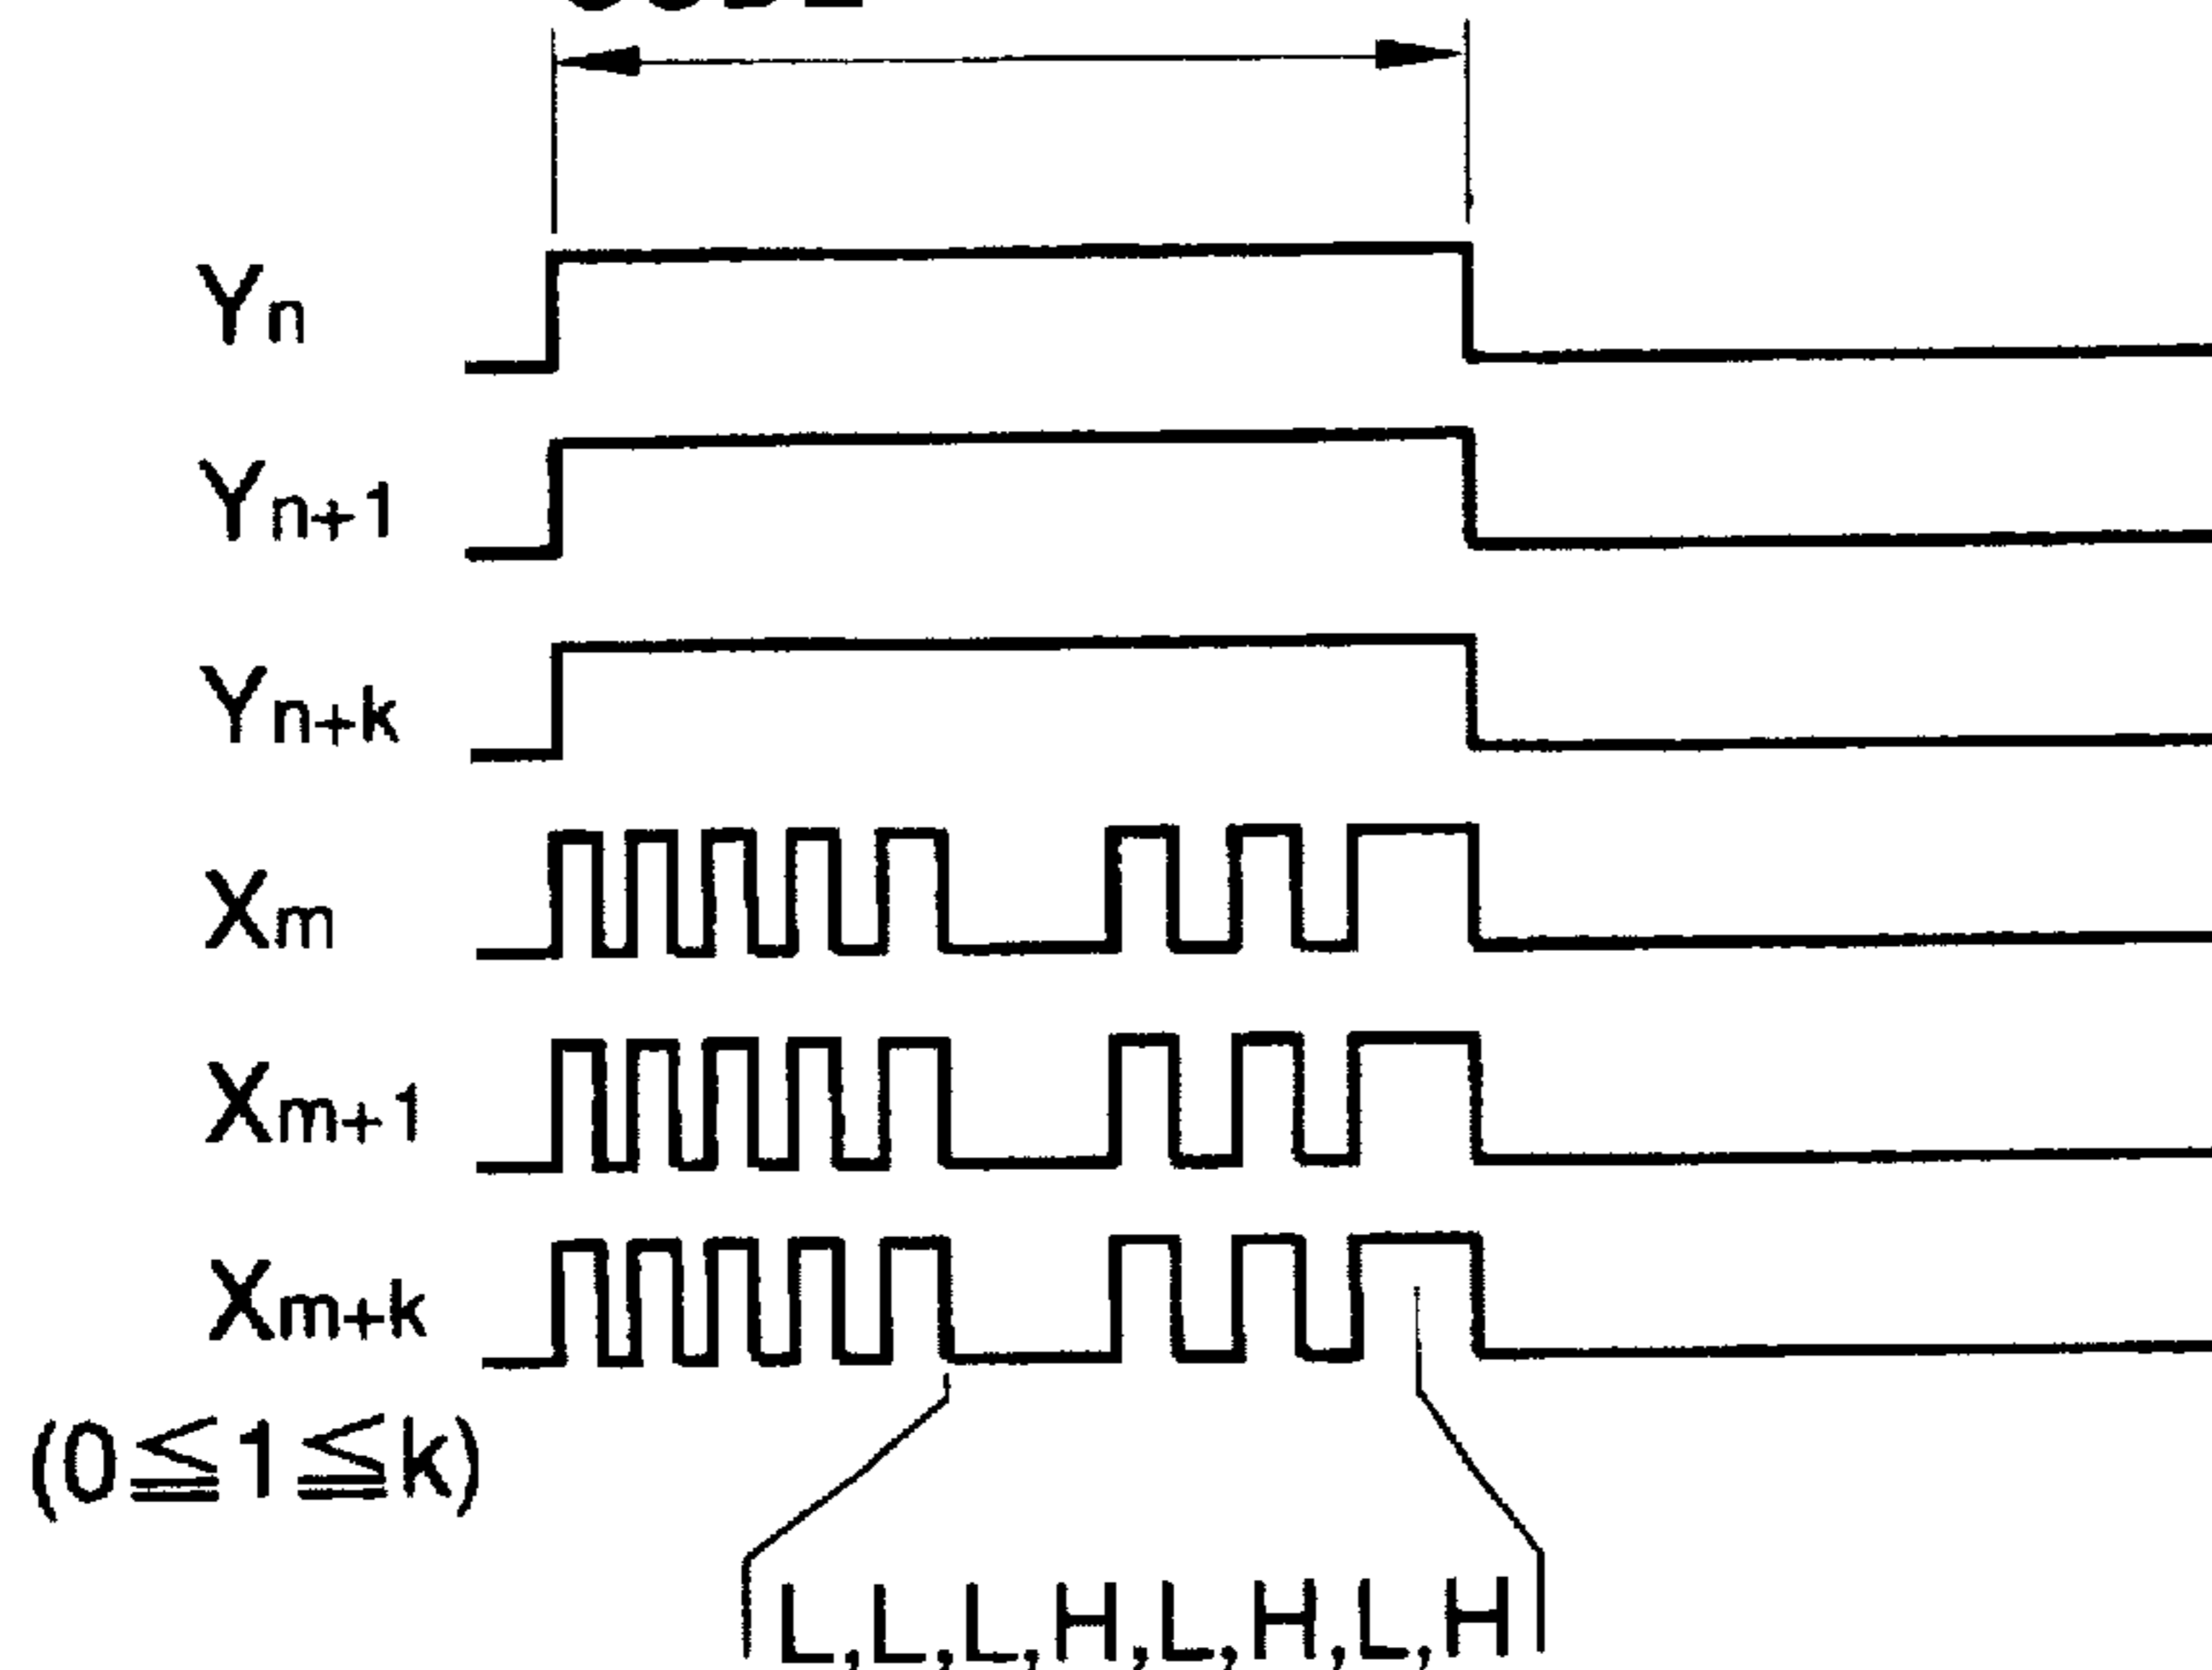 Yn
Yn+1
Yn+k
Xm
Xm+1
Xm+k
(0≦1≦k)
L,L,L,H,L,H,L,H